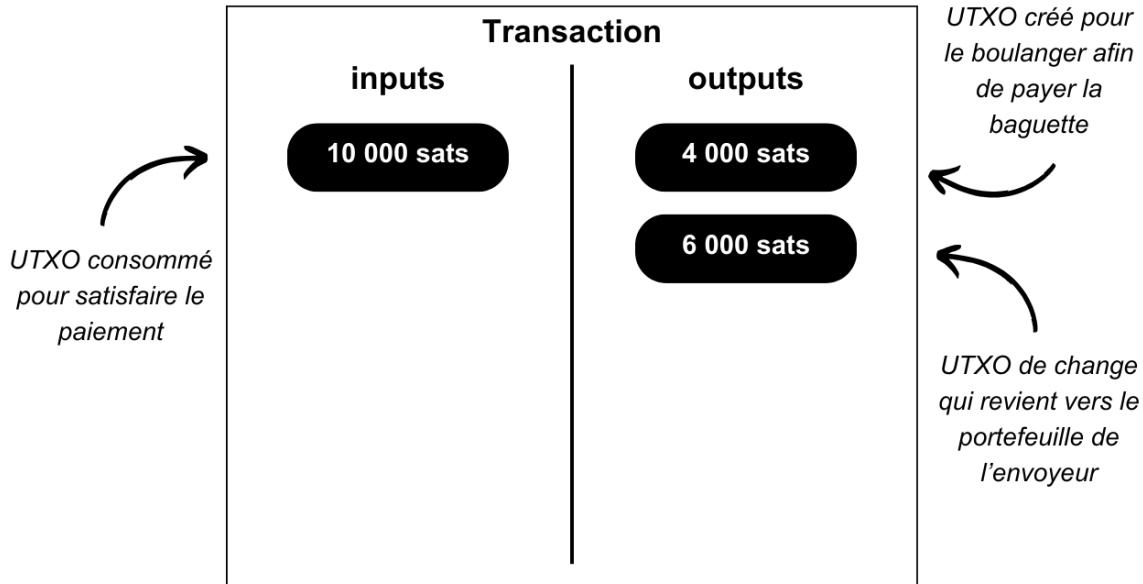 Transaction
inputs
outputs
10 000 sats
4 000 sats
6 000 sats
UTXO consommé
pour satisfaire le
paiement
UTXO créé pour
le boulanger afin
de payer la
baguette
UTXO de change
qui revient vers le
portefeuille de
l’envoyeur